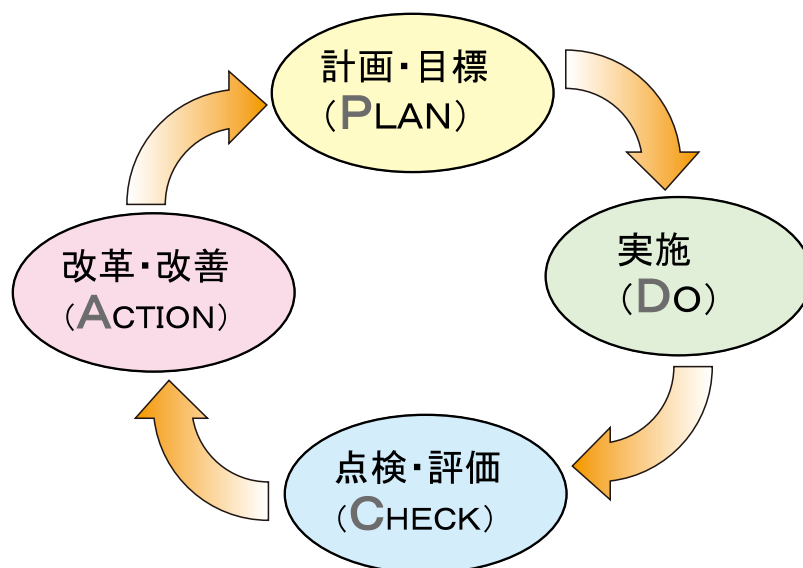 計画・目標
（PLAN）
実施
（DO）
点検・評価
（CHECK）
改革・改善
（ACTION）